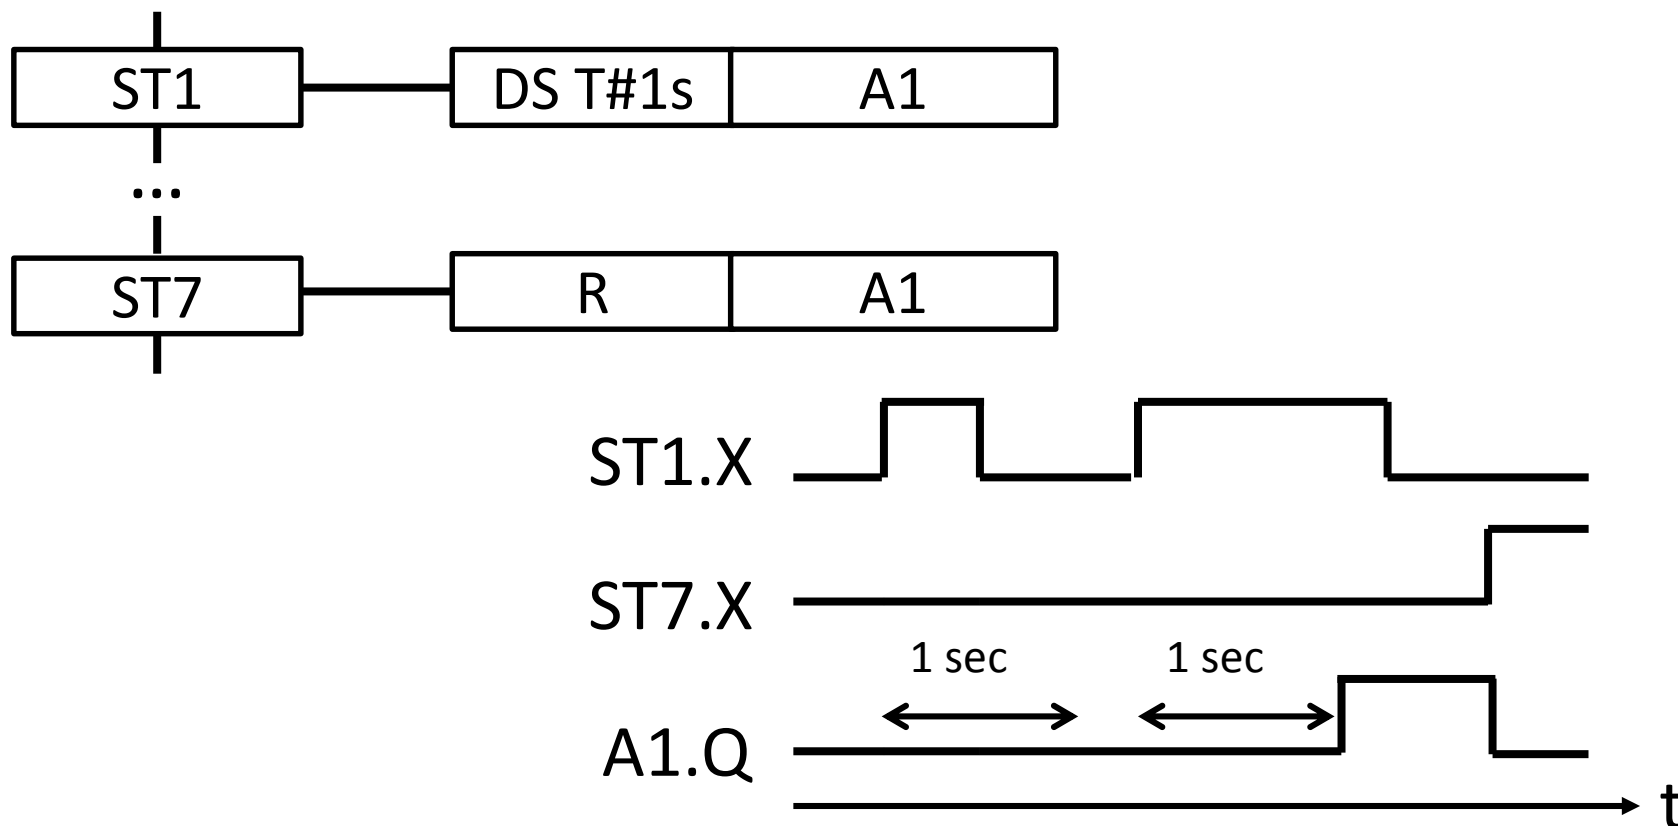 ST1 DS T#1s A1
...
ST7 R A1
ST1.X
ST7.X
1 sec 1 sec
A1.Q
t